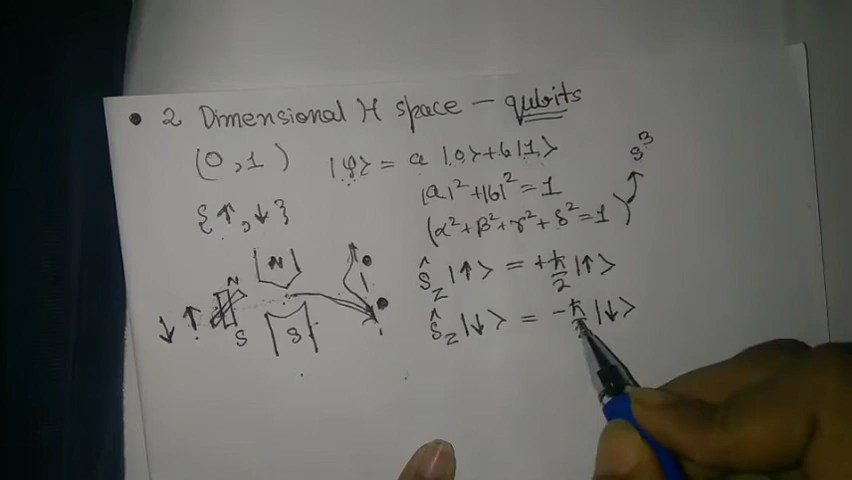 • 2 Dimensional H space - qubits
(0,1) |ψ> = a |0>+b|1>
|a|²+|b|² = 1
{↑,↓} (α²+β²+γ²+δ²=1) S³
N
Ŝz|↑> = +ħ/2|↑>
N
↓↑ S S
Ŝz|↓> = -ħ/2|↓>